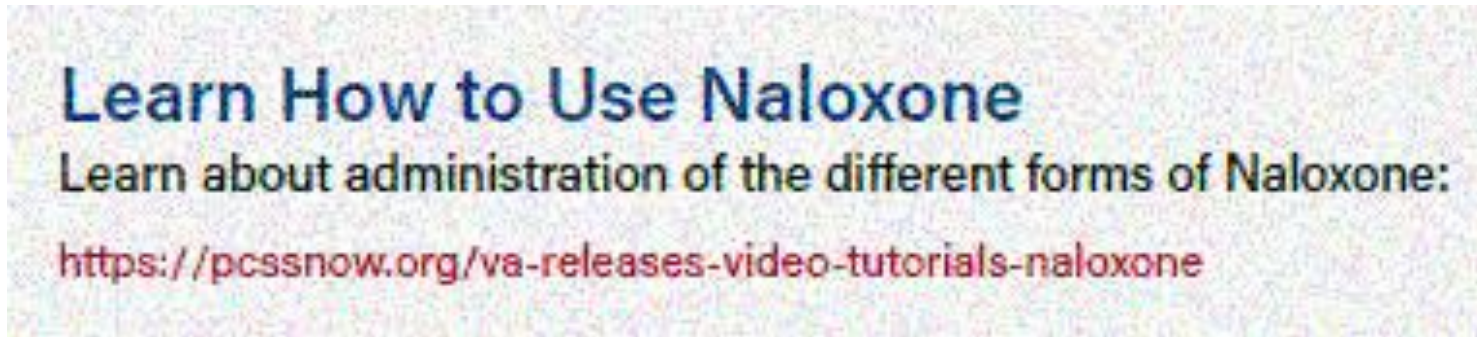 Learn How to Use Naloxone
Learn about administration of the different forms of Naloxone:
https://pcssnow.org/va-releases-video-tutorials-naloxone